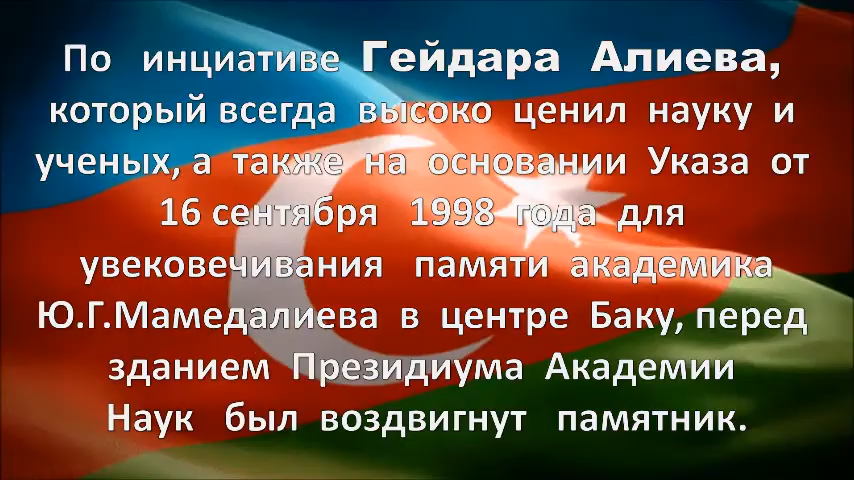 По инциативе Гейдара Алиева,
который всегда высоко ценил науку и
ученых, а также на основании Указа от
16 сентября 1998 года для
увековечивания памяти академика
Ю.Г.Мамедалиева в центре Баку, перед
зданием Президиума Академии
Наук был воздвигнут памятник.